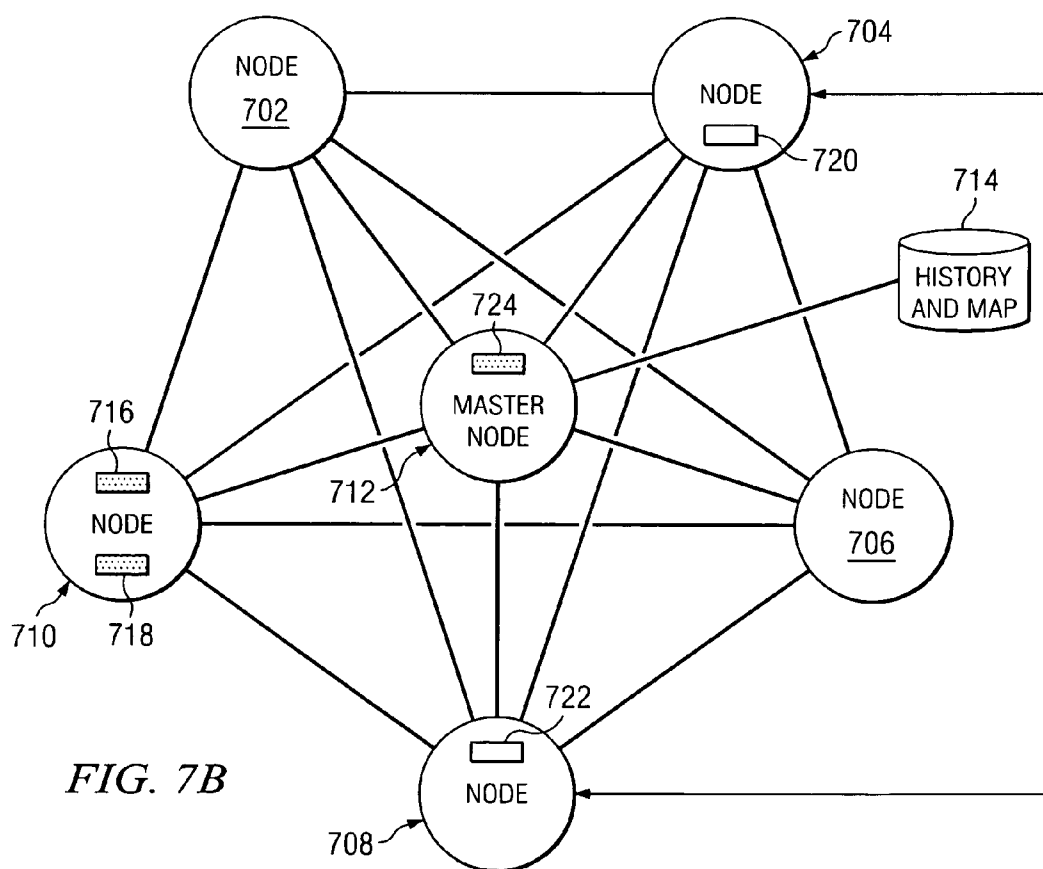 NODE
702
704
NODE
720
714
HISTORY
AND MAP
724
MASTER
NODE
712
716
NODE
718
710
NODE
706
722
NODE
708
FIG. 7B